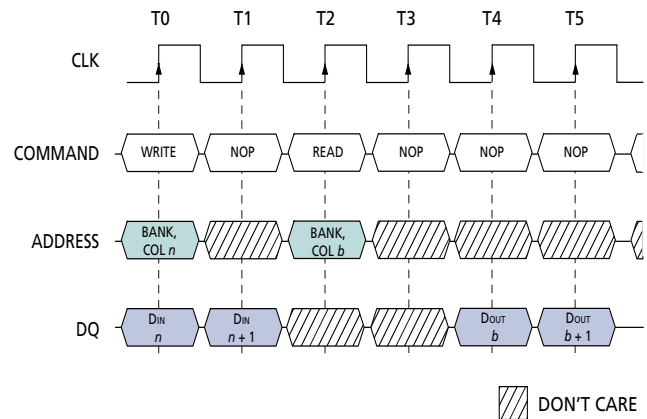 T0 T1 T2 T3 T4 T5
CLK
COMMAND WRITE NOP READ NOP NOP NOP
ADDRESS BANK, COL n BANK, COL b
DQ DIN n DIN n + 1 DOUT b DOUT b + 1
DON'T CARE